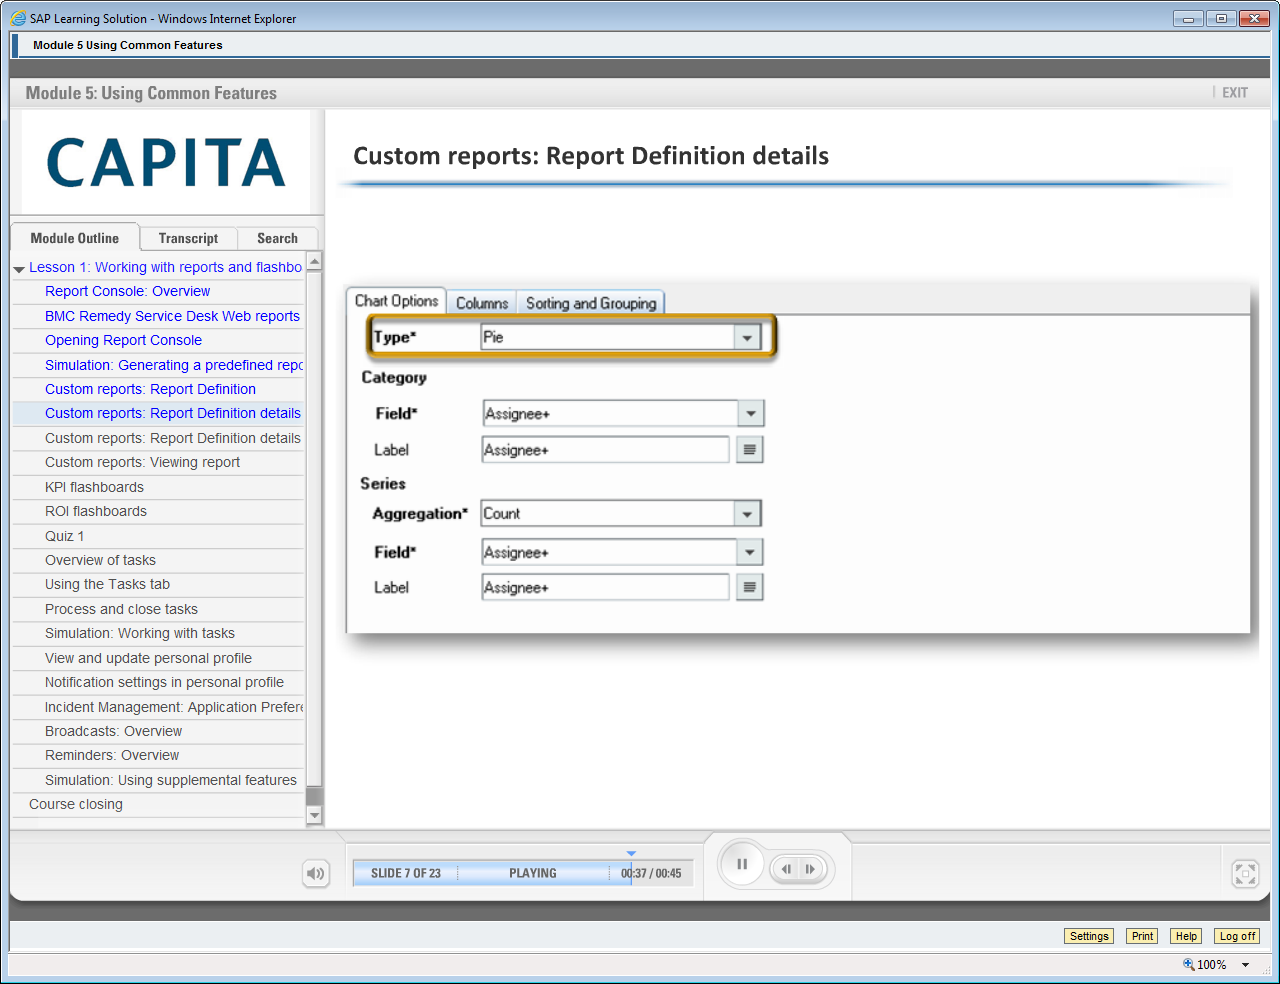 SAP Learning Solution - Windows Internet Explorer
Module 5 Using Common Features
Module 5: Using Common Features
EXIT
CAPITA
Custom reports: Report Definition details
Module Outline
Transcript
Search
Lesson 1: Working with reports and flashbo
Report Console: Overview
BMC Remedy Service Desk Web reports
Opening Report Console
Simulation: Generating a predefined repo
Custom reports: Report Definition
Custom reports: Report Definition details
Custom reports: Report Definition details
Custom reports: Viewing report
KPI flashboards
ROI flashboards
Quiz 1
Overview of tasks
Using the Tasks tab
Process and close tasks
Simulation: Working with tasks
View and update personal profile
Notification settings in personal profile
Incident Management: Application Prefere
Broadcasts: Overview
Reminders: Overview
Simulation: Using supplemental features
Course closing
Chart Options
Columns
Sorting and Grouping
Type* Pie
Category
Field* Assignee+
Label Assignee+
Series
Aggregation* Count
Field* Assignee+
Label Assignee+
SLIDE 7 OF 23
PLAYING
00:37 / 00:45
Settings
Print
Help
Log off
100%